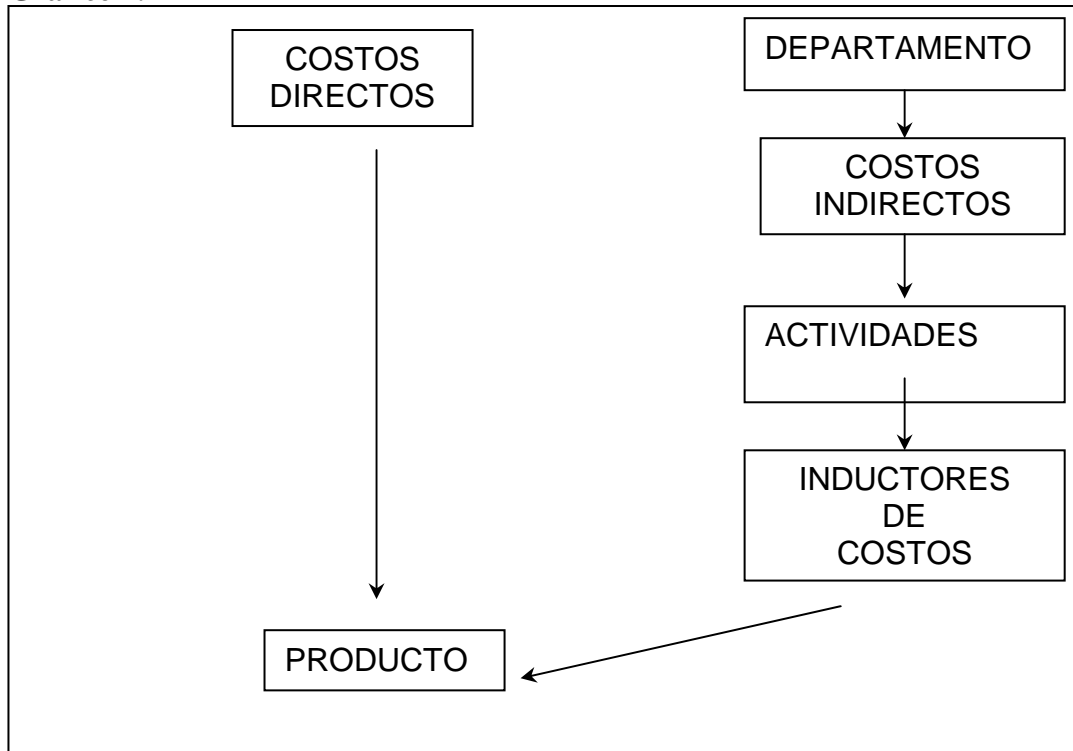 COSTOS
DIRECTOS
DEPARTAMENTO
COSTOS
INDIRECTOS
ACTIVIDADES
INDUCTORES
DE
COSTOS
PRODUCTO